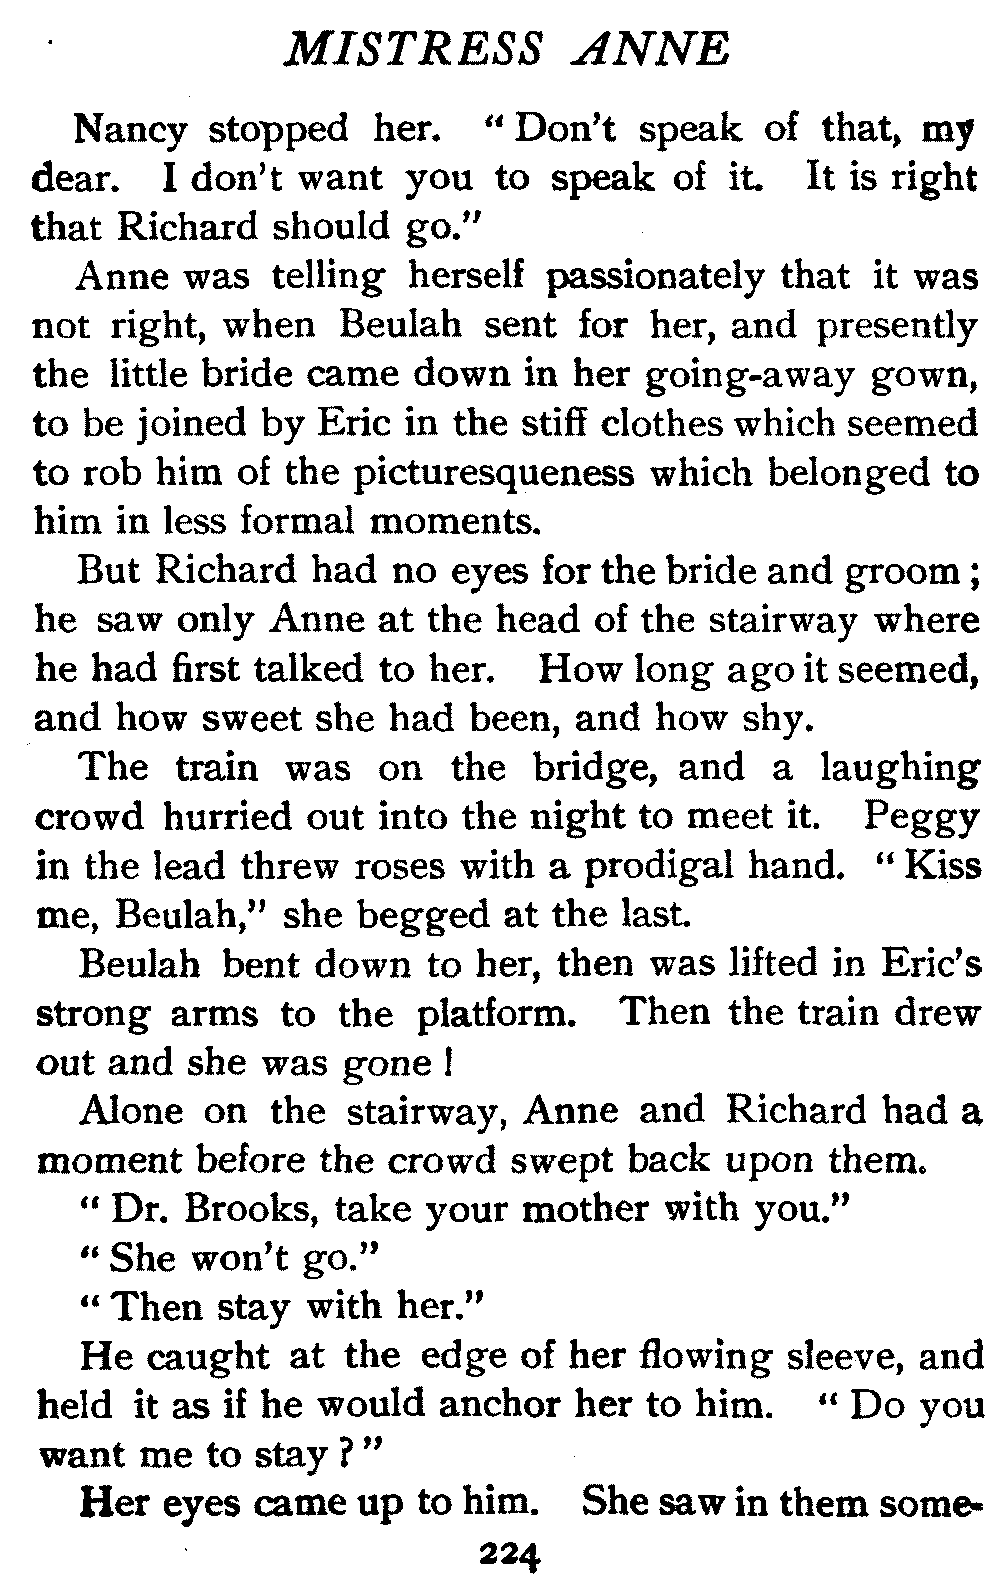 MISTRESS ANNE
Nancy stopped her. "Don't speak of that, my
dear. I don't want you to speak of it. It is right
that Richard should go."
Anne was telling herself passionately that it was
not right, when Beulah sent for her, and presently
the little bride came down in her going-away gown,
to be joined by Eric in the stiff clothes which seemed
to rob him of the picturesqueness which belonged to
him in less formal moments.
But Richard had no eyes for the bride and groom;
he saw only Anne at the head of the stairway where
he had first talked to her. How long ago it seemed,
and how sweet she had been, and how shy.
The train was on the bridge, and a laughing
crowd hurried out into the night to meet it. Peggy
in the lead threw roses with a prodigal hand. "Kiss
me, Beulah," she begged at the last.
Beulah bent down to her, then was lifted in Eric's
strong arms to the platform. Then the train drew
out and she was gone!
Alone on the stairway, Anne and Richard had a
moment before the crowd swept back upon them.
"Dr. Brooks, take your mother with you."
"She won't go."
"Then stay with her."
He caught at the edge of her flowing sleeve, and
held it as if he would anchor her to him. "Do you
want me to stay?"
Her eyes came up to him. She saw in them some-
224